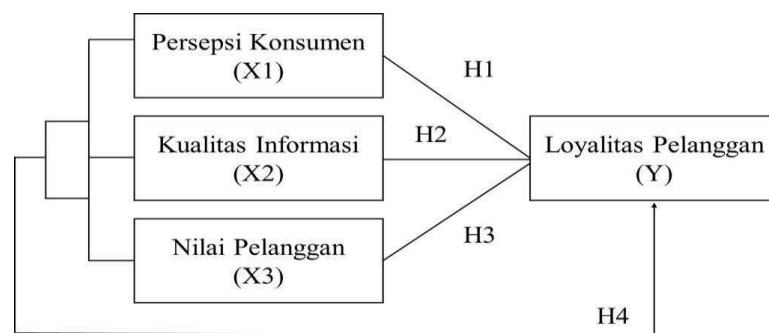 Persepsi Konsumen
(X1)
H1
Kualitas Informasi
(X2)
H2
Loyalitas Pelanggan
(Y)
Nilai Pelanggan
(X3)
H3
H4